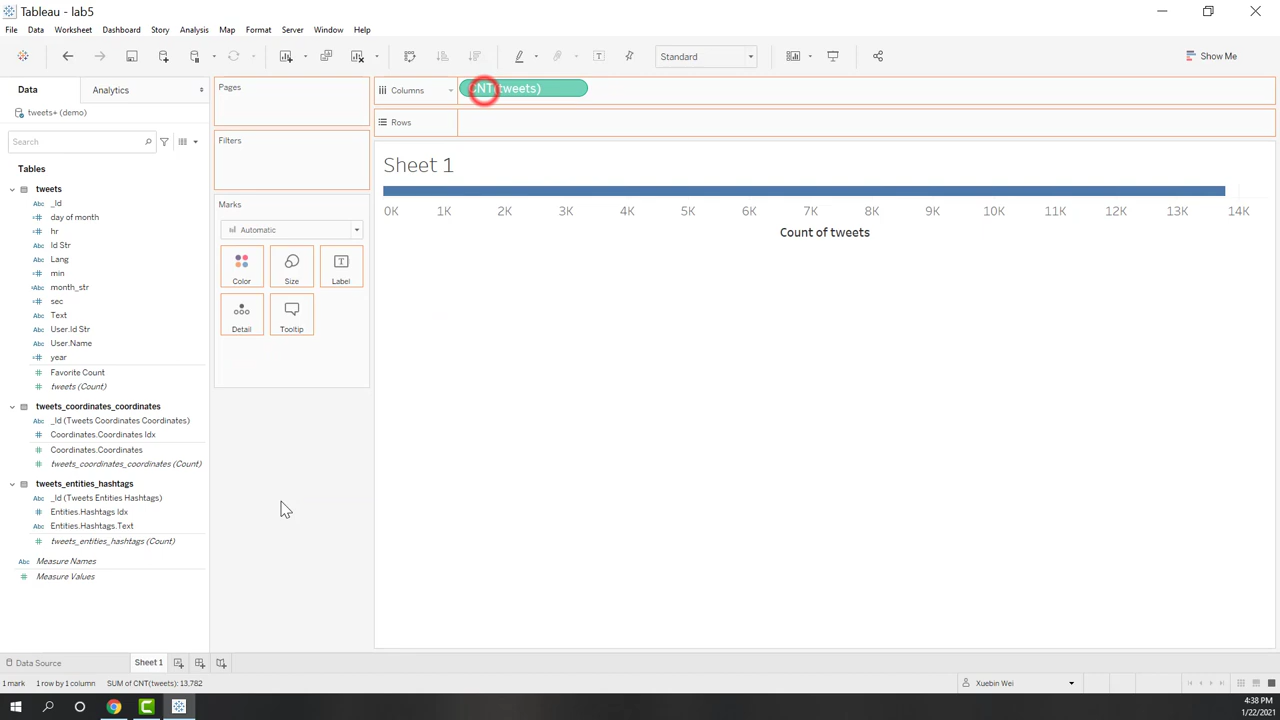 Tableau - lab5
File Data Worksheet Dashboard Story Analysis Map Format Server Window Help
Standard
Show Me
Data
Analytics
Pages
Columns
CNT(tweets)
tweets+ (demo)
Rows
Search
Filters
Tables
Sheet 1
tweets
_Id
Marks
day of month
0K 1K 2K 3K 4K 5K 6K 7K 8K 9K 10K 11K 12K 13K 14K
hr
Automatic
Count of tweets
Id Str
Lang
min
Color Size Label
month_str
sec
Text
User.Id Str
Detail Tooltip
User.Name
year
Favorite Count
tweets (Count)
tweets_coordinates_coordinates
_Id (Tweets Coordinates Coordinates)
Coordinates.Coordinates Idx
Coordinates.Coordinates
tweets_coordinates_coordinates (Count)
tweets_entities_hashtags
_Id (Tweets Entities Hashtags)
Entities.Hashtags Idx
Entities.Hashtags.Text
tweets_entities_hashtags (Count)
Measure Names
Measure Values
Data Source
Sheet 1
1 mark 1 row by 1 column SUM of CNT(tweets): 13,782
Xuebin Wei
4:38 PM
1/22/2021